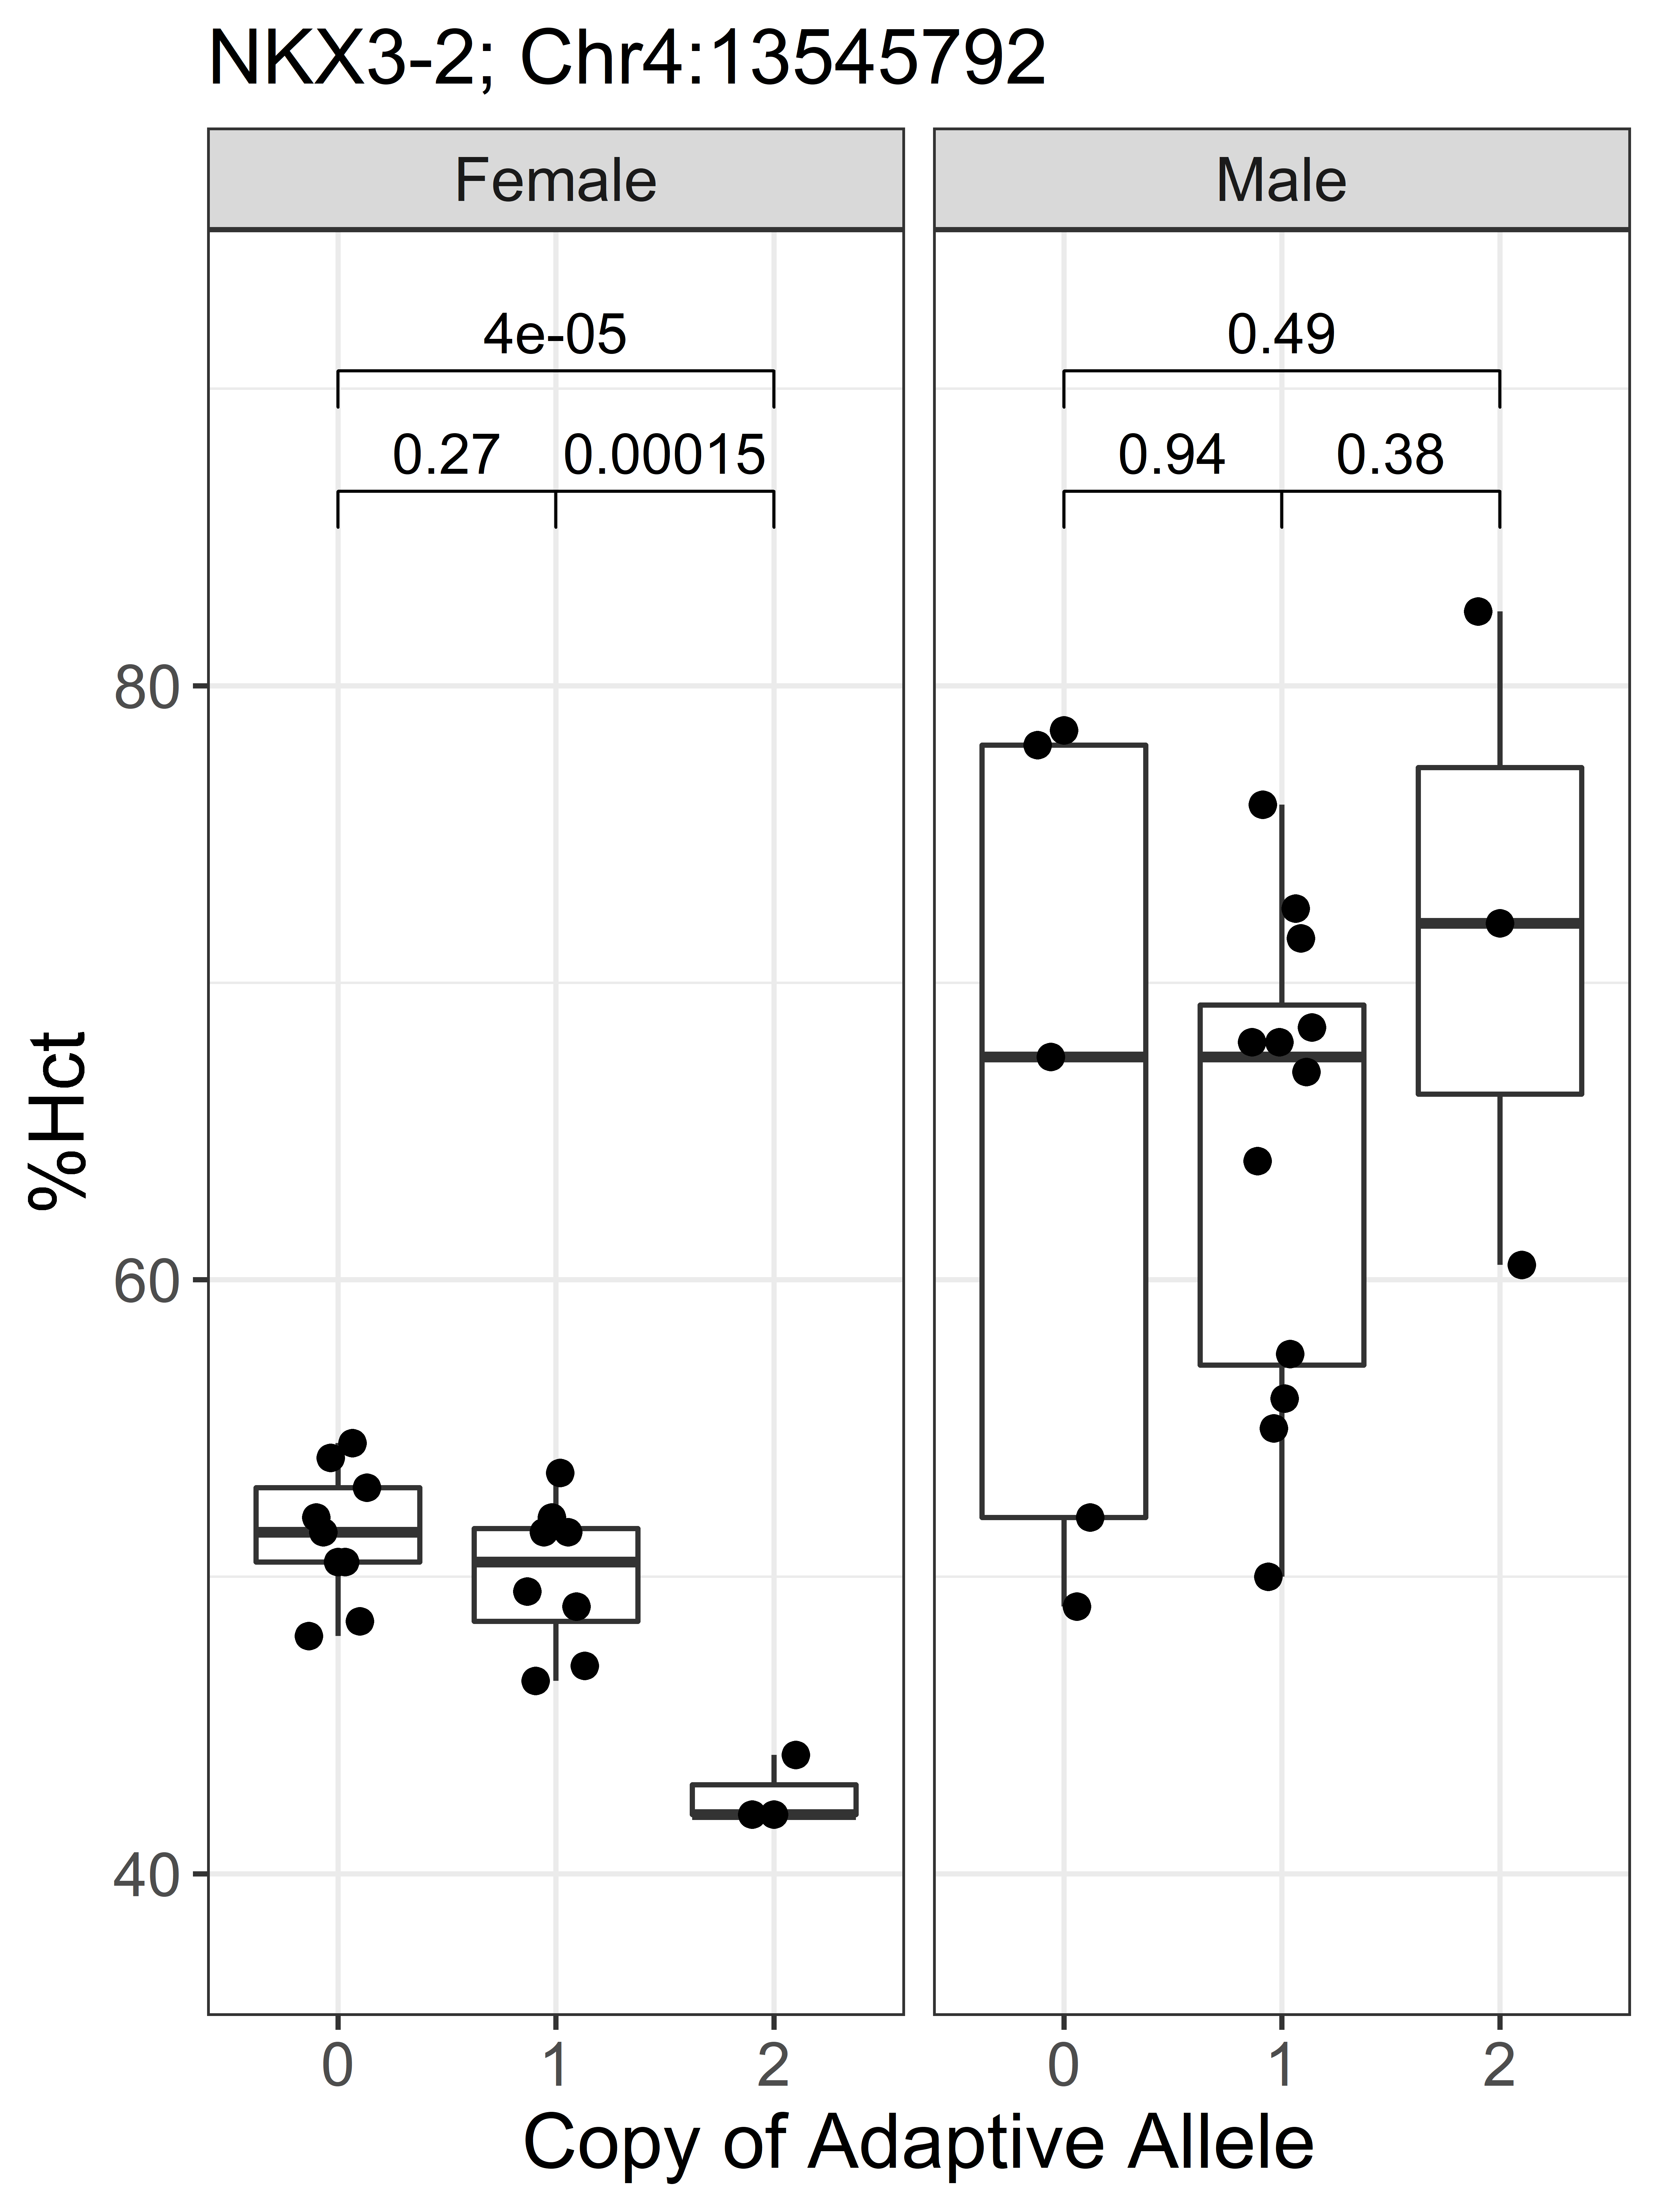 NKX3-2; Chr4:13545792
Female
Male
4e-05
0.49
0.27
0.00015
0.94
0.38
80
60
40
%Hct
0 1 2
0 1 2
Copy of Adaptive Allele